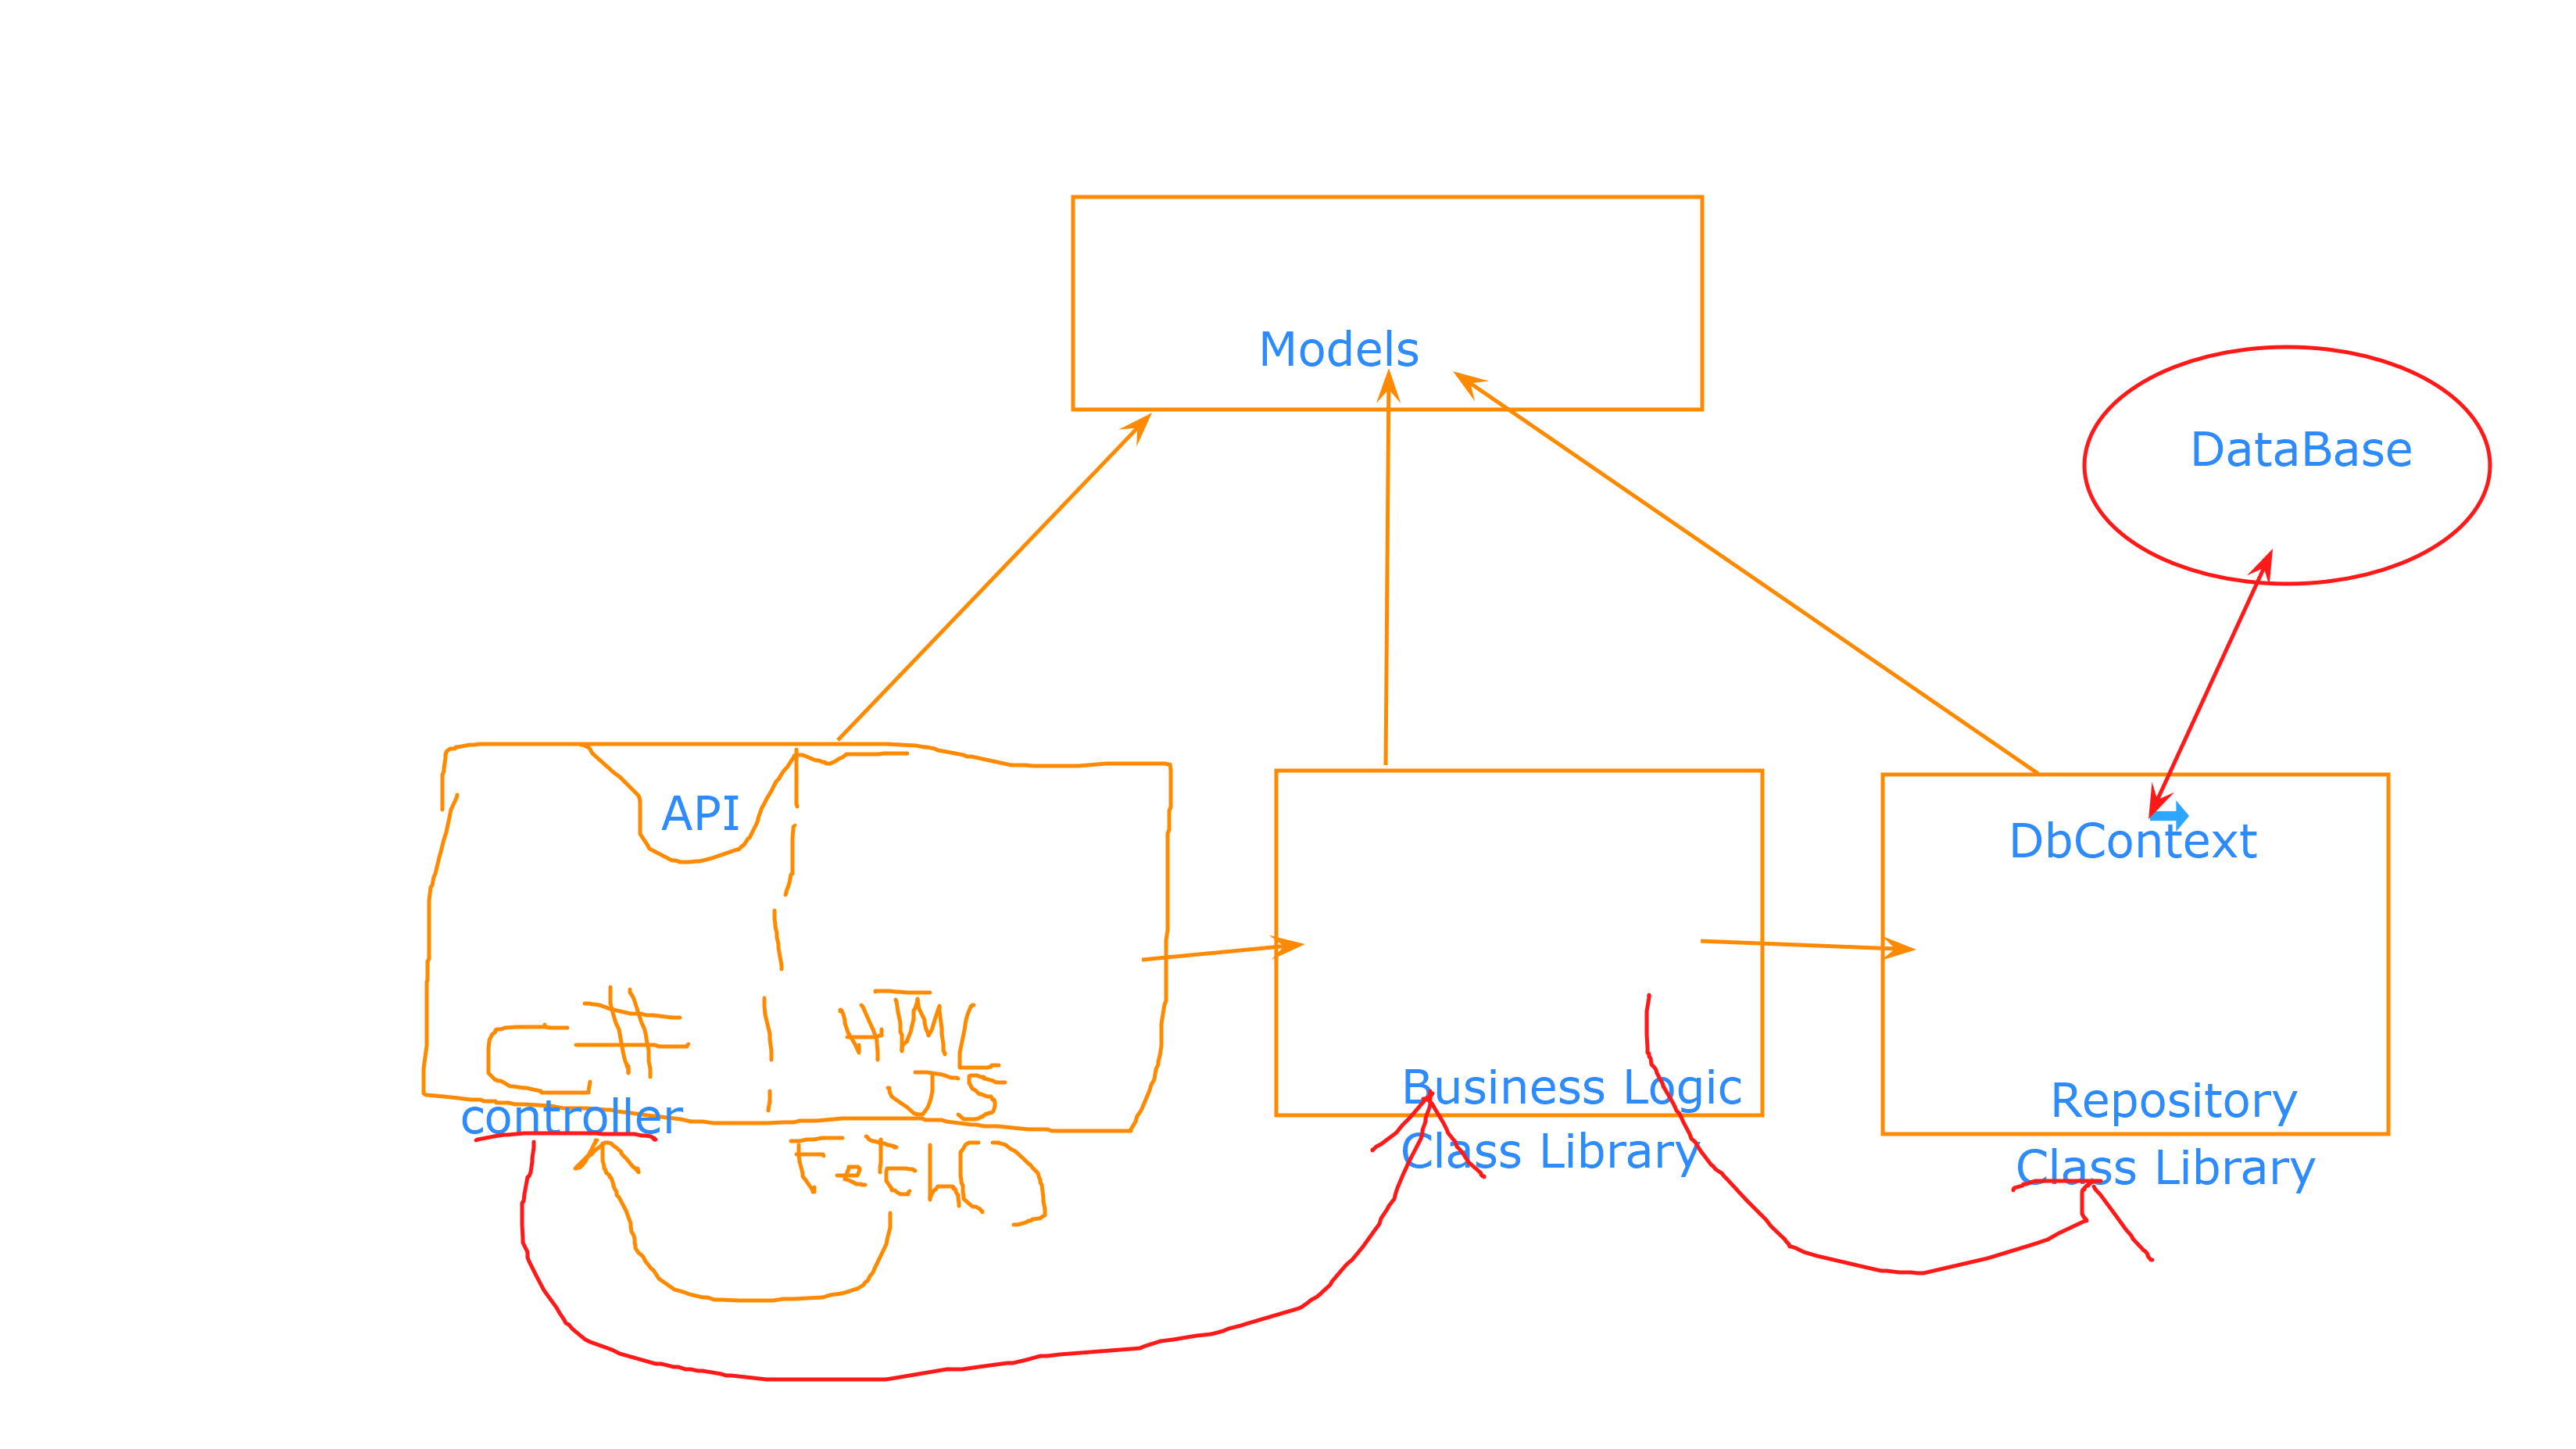 Models
DataBase
API
DbContext
C#
HTML
JS
controller
Fetch()
Business Logic
Class Library
Repository
Class Library